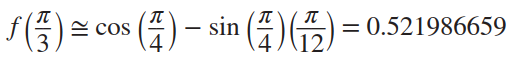 f(π/3) ≅ cos (π/4) − sin (π/4)(π/12) = 0.521986659